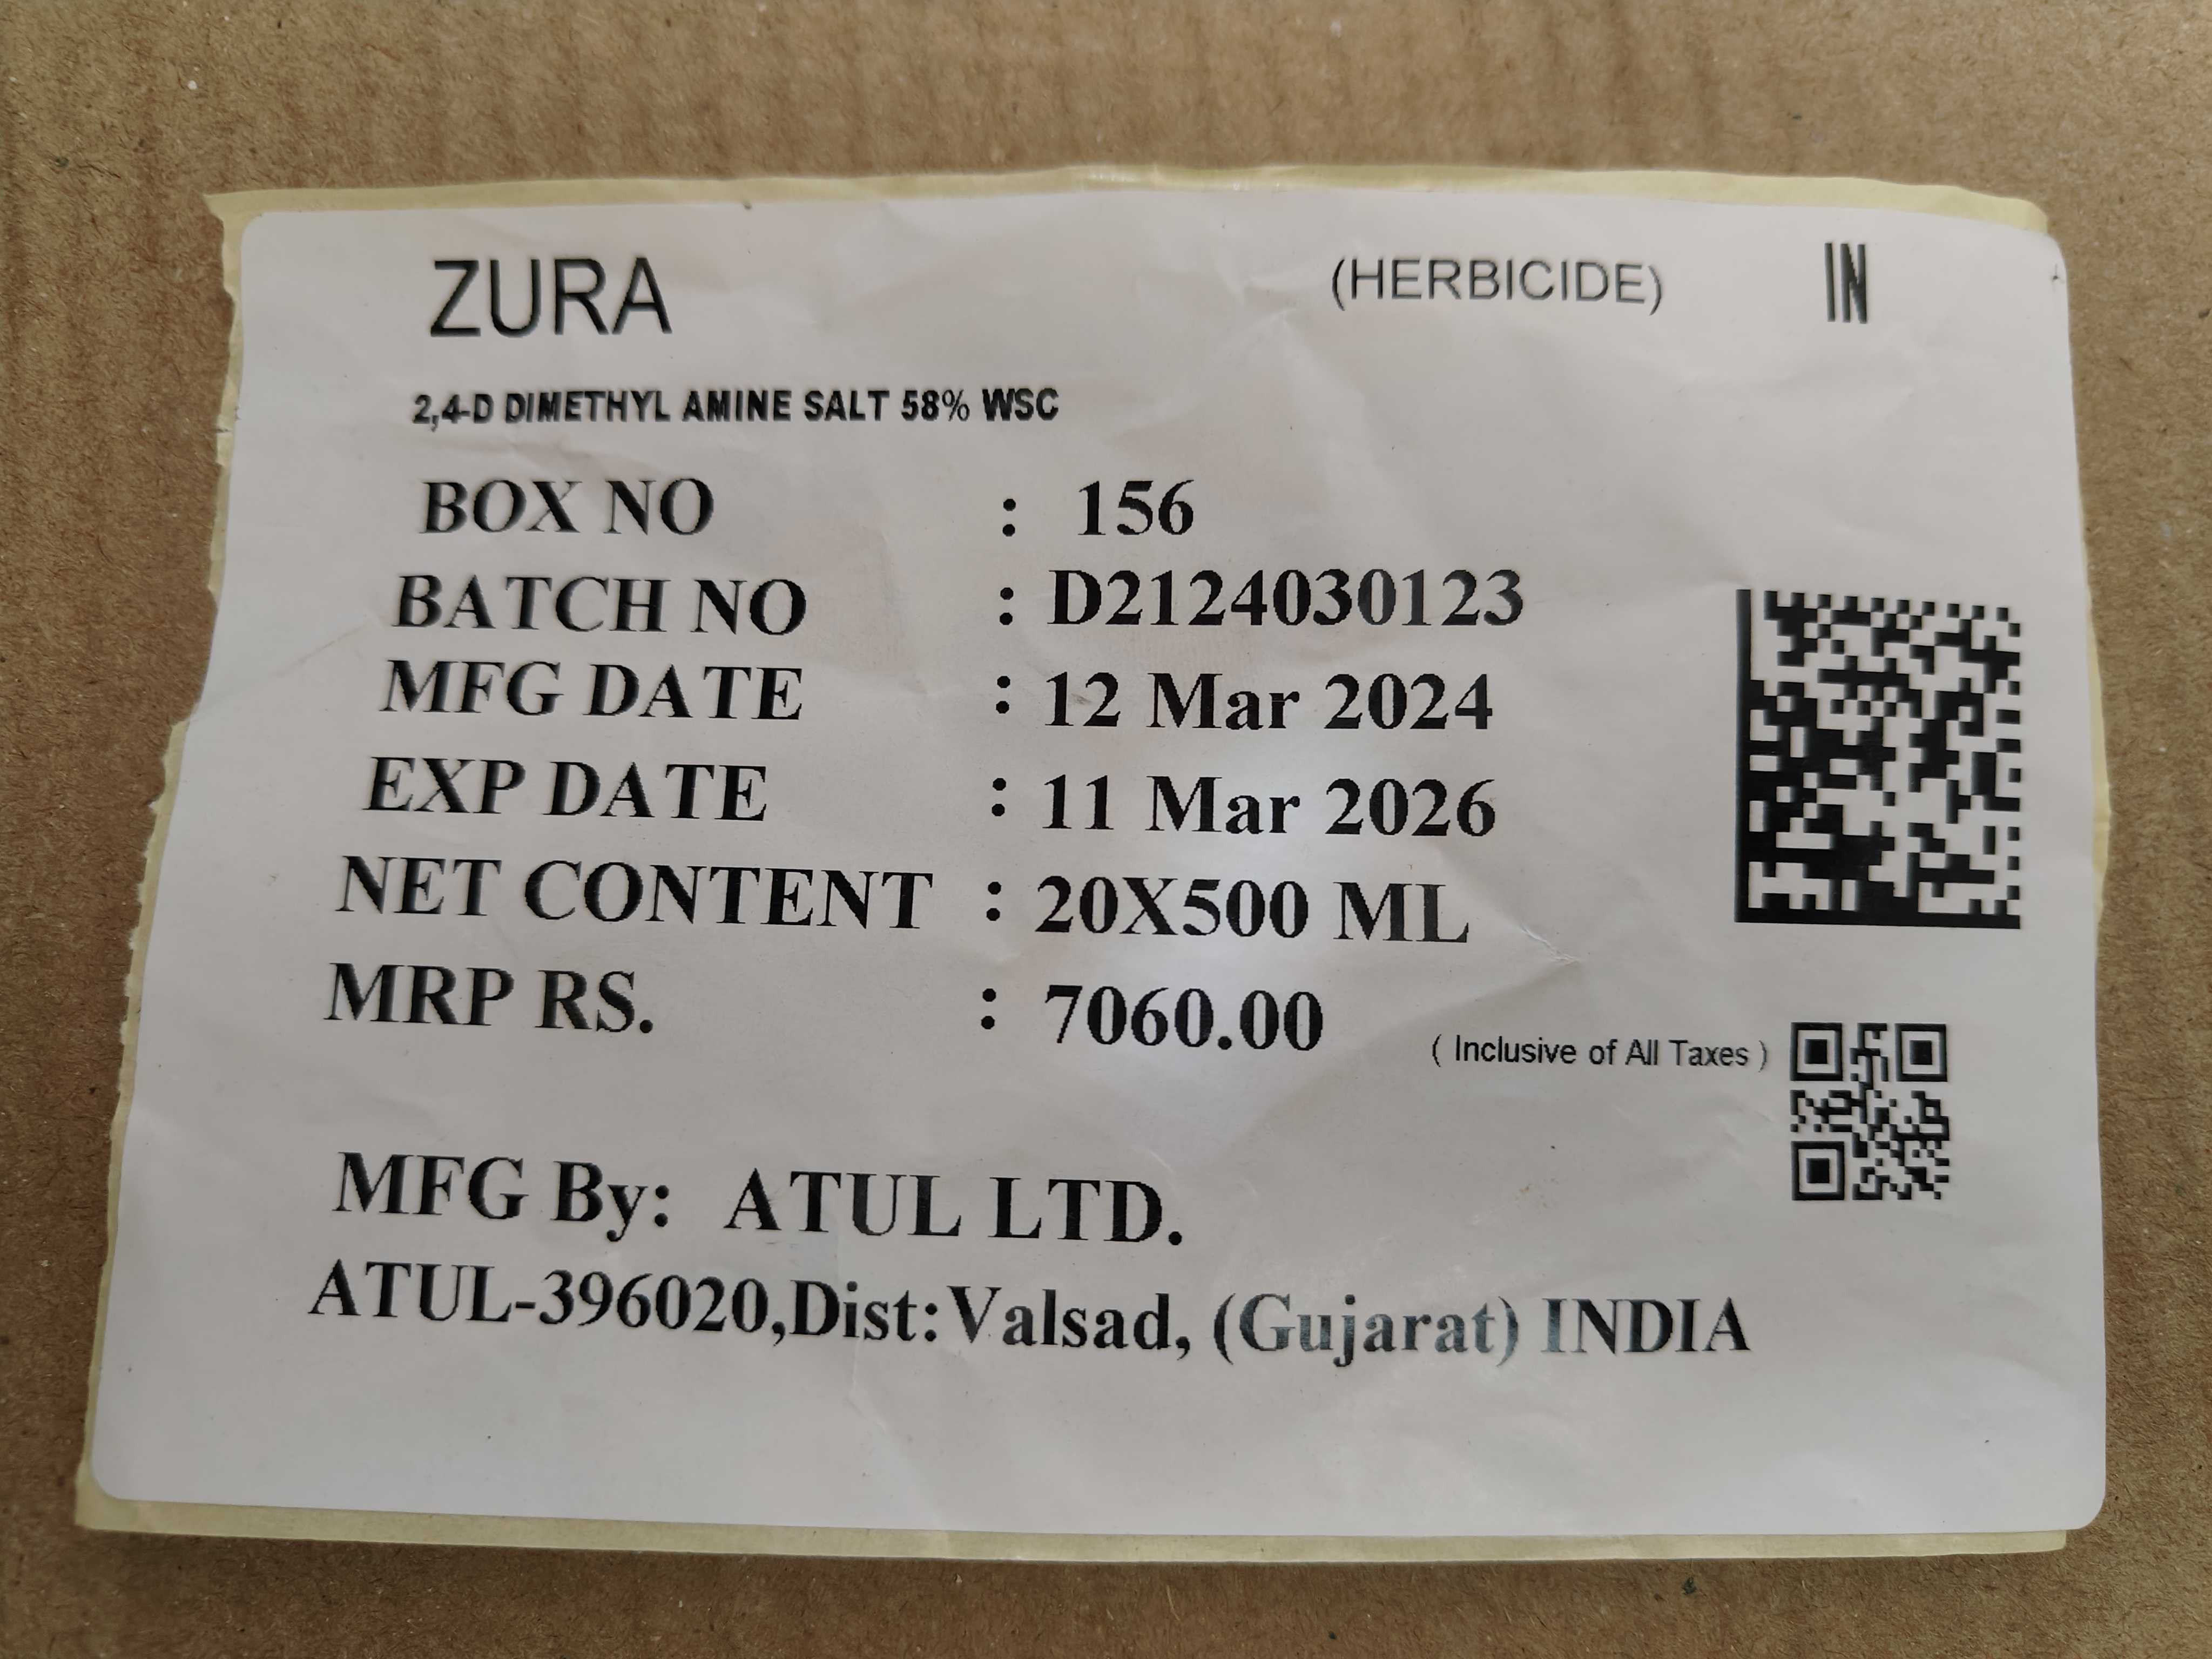 ZURA (HERBICIDE) IN
2,4-D DIMETHYL AMINE SALT 58% WSC
BOX NO : 156
BATCH NO : D2124030123
MFG DATE : 12 Mar 2024
EXP DATE : 11 Mar 2026
NET CONTENT : 20X500 ML
MRP RS. : 7060.00 ( Inclusive of All Taxes )
MFG By: ATUL LTD.
ATUL-396020,Dist:Valsad, (Gujarat) INDIA